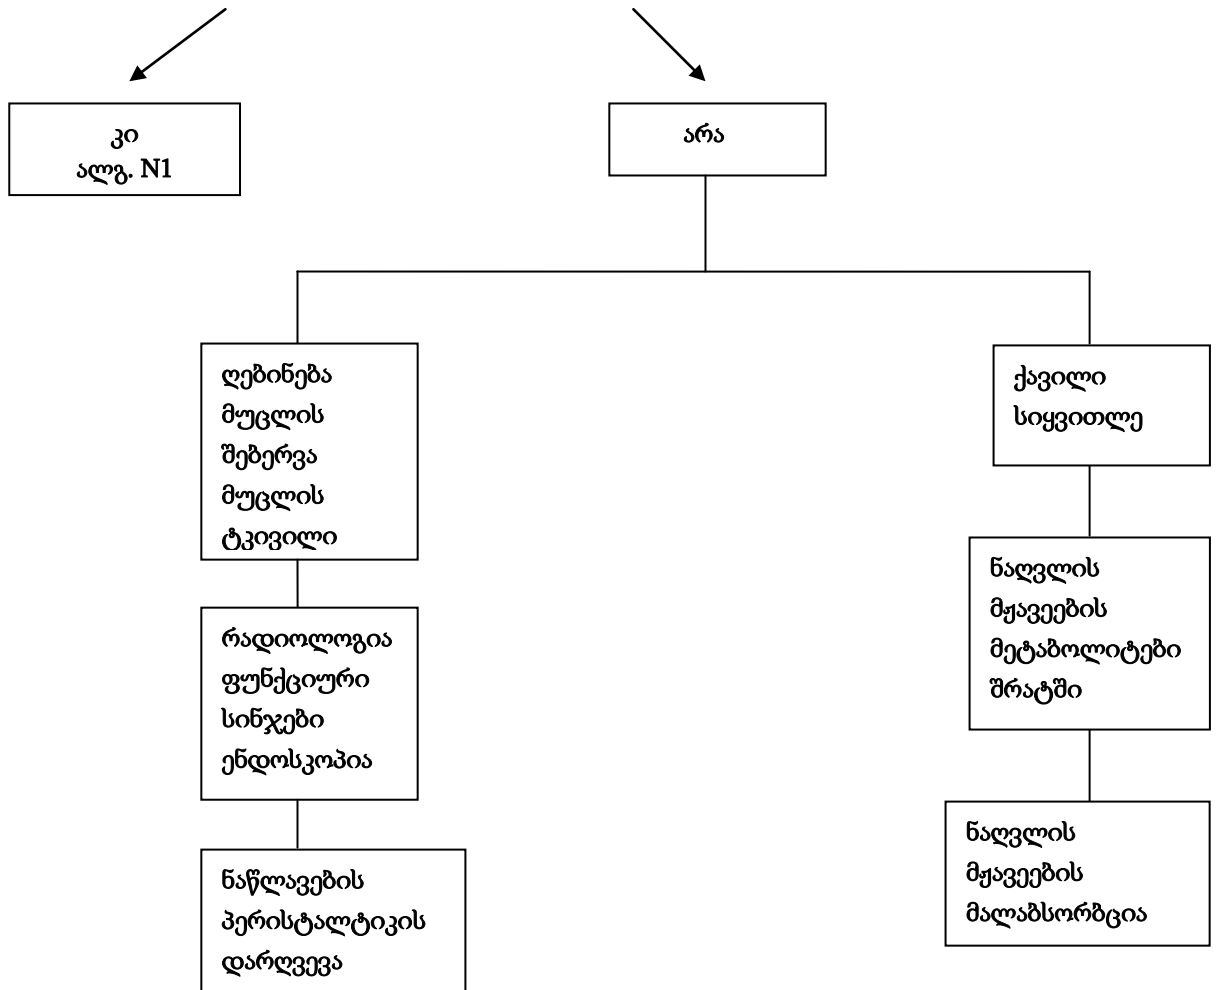 კი
ალგ. N1
არა
ღებინება
მუცლის
შებერვა
მუცლის
ტკივილი
რადიოლოგია
ფუნქციური
სინჯები
ენდოსკოპია
ნაწლავების
პერისტალტიკის
დარღვევა
ქავილი
სიყვითლე
ნაღვლის
მჟავეების
მეტაბოლიტები
შრატში
ნაღვლის
მჟავეების
მალაბსორბცია